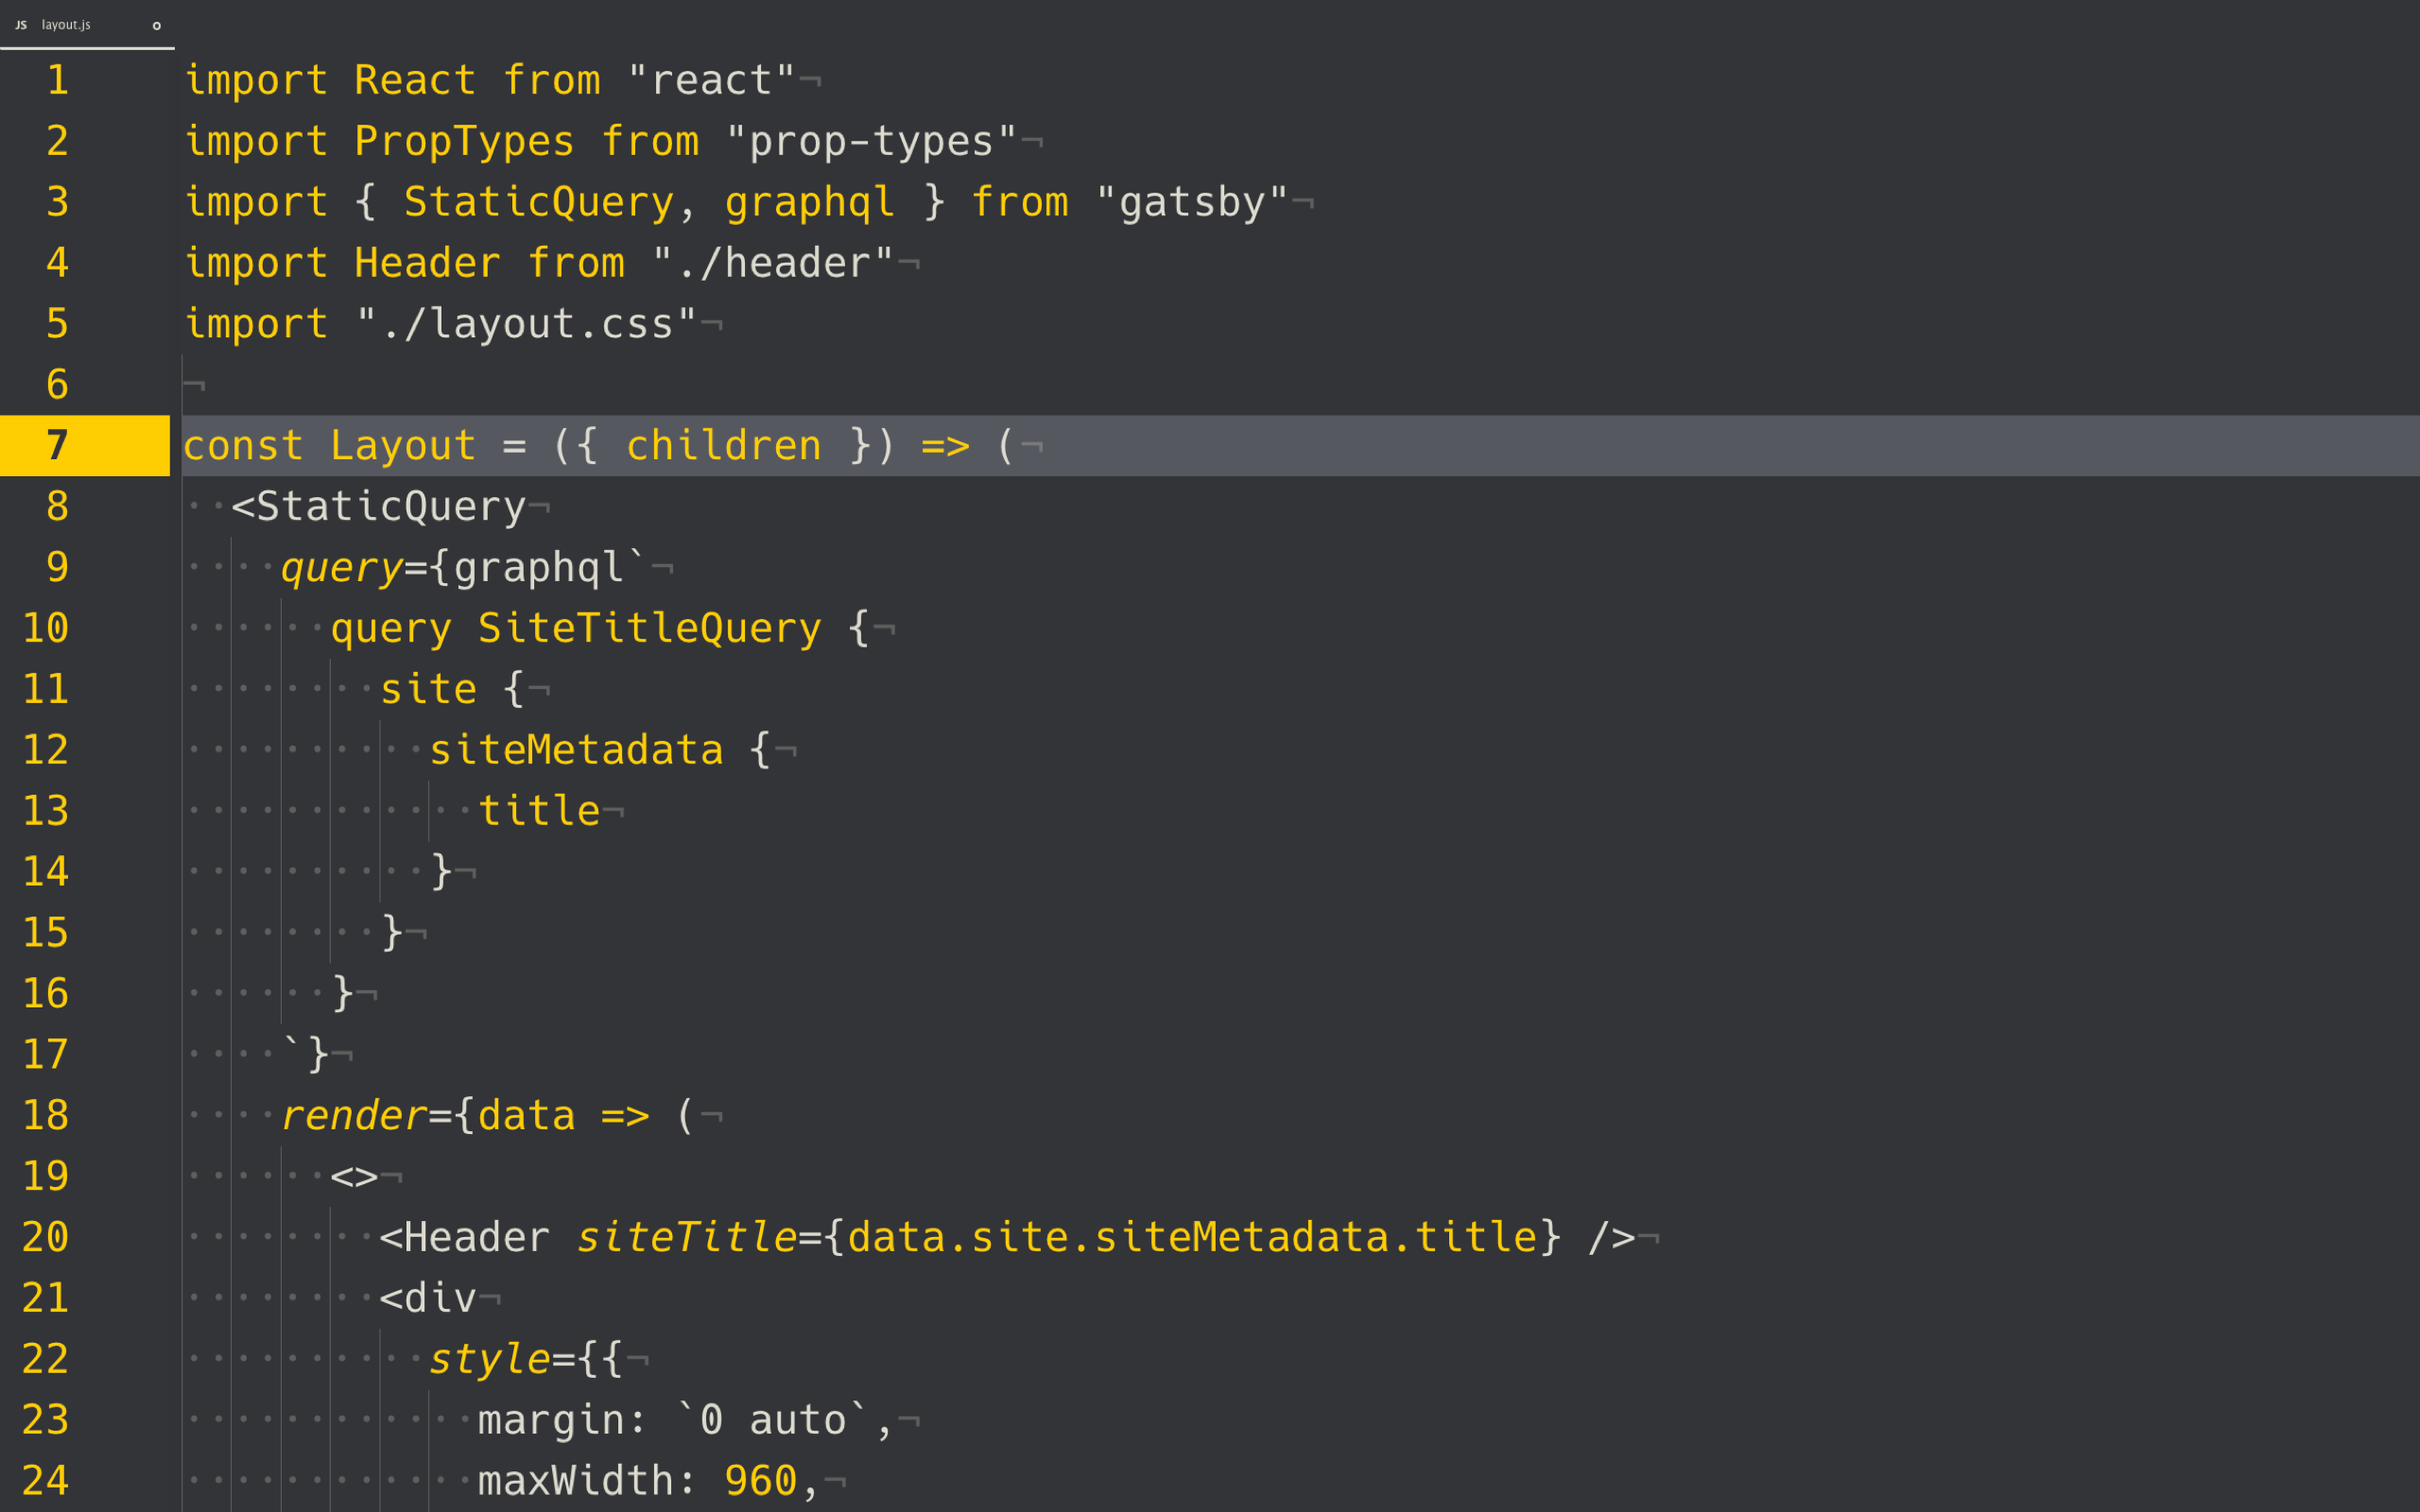 JS layout.js
1 import React from "react"¬
2 import PropTypes from "prop-types"¬
3 import { StaticQuery, graphql } from "gatsby"¬
4 import Header from "./header"¬
5 import "./layout.css"¬
6 ¬
7 const Layout = ({ children }) => (¬
8 ··<StaticQuery¬
9 ····query={graphql`¬
10 ······query SiteTitleQuery {¬
11 ········site {¬
12 ··········siteMetadata {¬
13 ············title¬
14 ··········}¬
15 ········}¬
16 ······}¬
17 ····`}¬
18 ····render={data => (¬
19 ······<>¬
20 ········<Header siteTitle={data.site.siteMetadata.title} />¬
21 ········<div¬
22 ··········style={{¬
23 ············margin: `0 auto`,¬
24 ············maxWidth: 960,¬